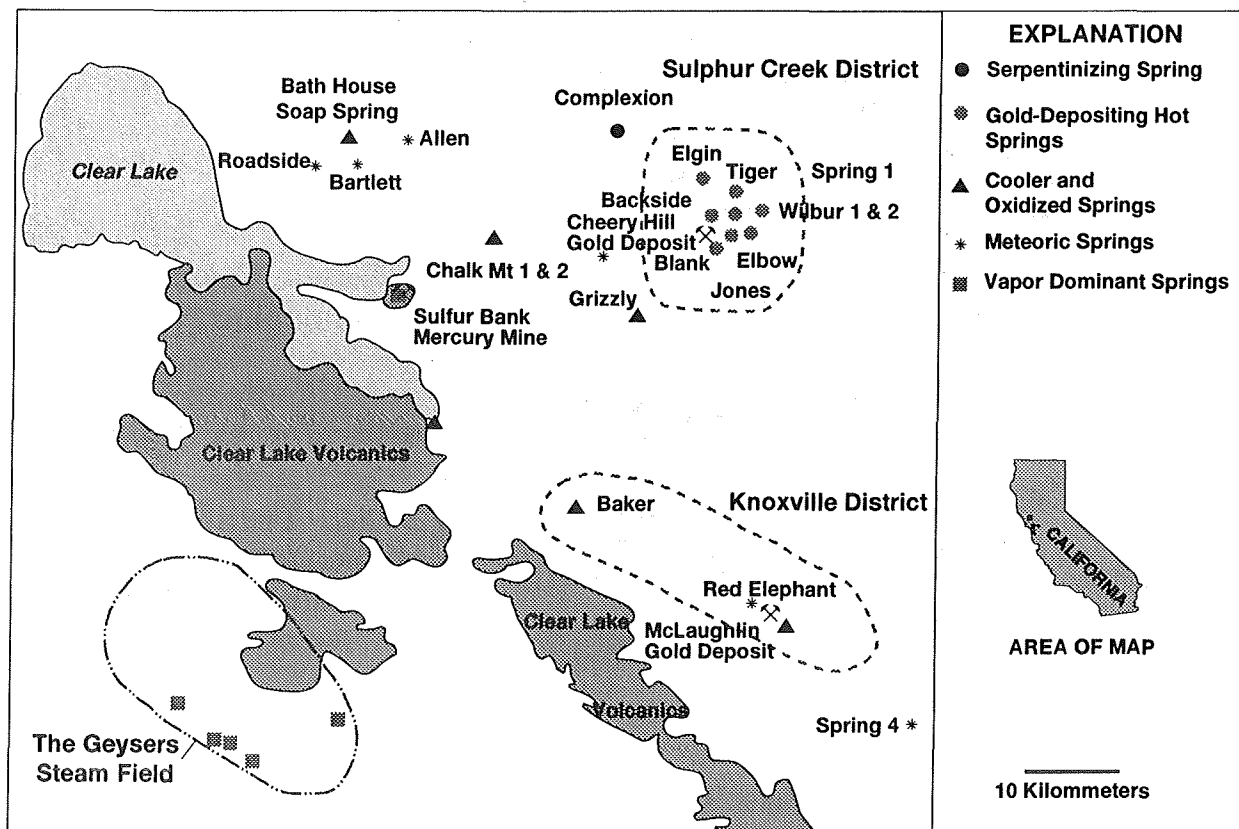 Sulphur Creek District
Bath House
Soap Spring
Complexion
Allen
Roadside
Bartlett
Clear Lake
Elgin
Tiger
Spring 1
Backside
Wilbur 1 & 2
Cheery Hill
Gold Deposit
Blank
Elbow
Jones
Chalk Mt 1 & 2
Grizzly
Sulfur Bank
Mercury Mine
Clear Lake Volcanics
Baker
Knoxville District
Red Elephant
McLaughlin
Gold Deposit
Clear Lake
Volcanics
Spring 4
The Geysers
Steam Field
EXPLANATION
Serpentinizing Spring
Gold-Depositing Hot
Springs
Cooler and
Oxidized Springs
Meteoric Springs
Vapor Dominant Springs
CALIFORNIA
AREA OF MAP
10 Kilommeters